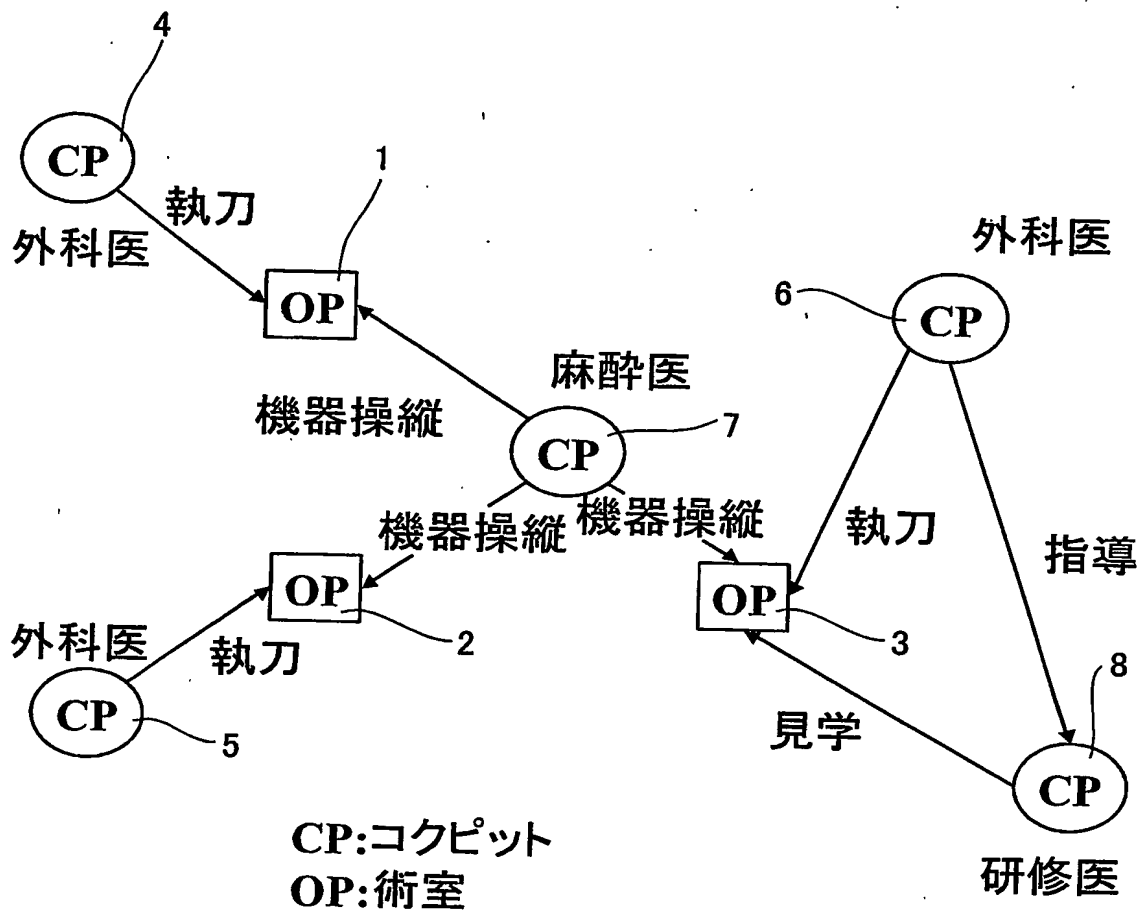 4
CP
1
執刀
外科医
外科医
OP
6
CP
麻酔医
機器操縦
7
CP
機器操縦
機器操縦
執刀
指導
OP
OP
外科医
執刀
2
3
8
CP
5
見学
CP
CP:コクピット
OP:術室
研修医